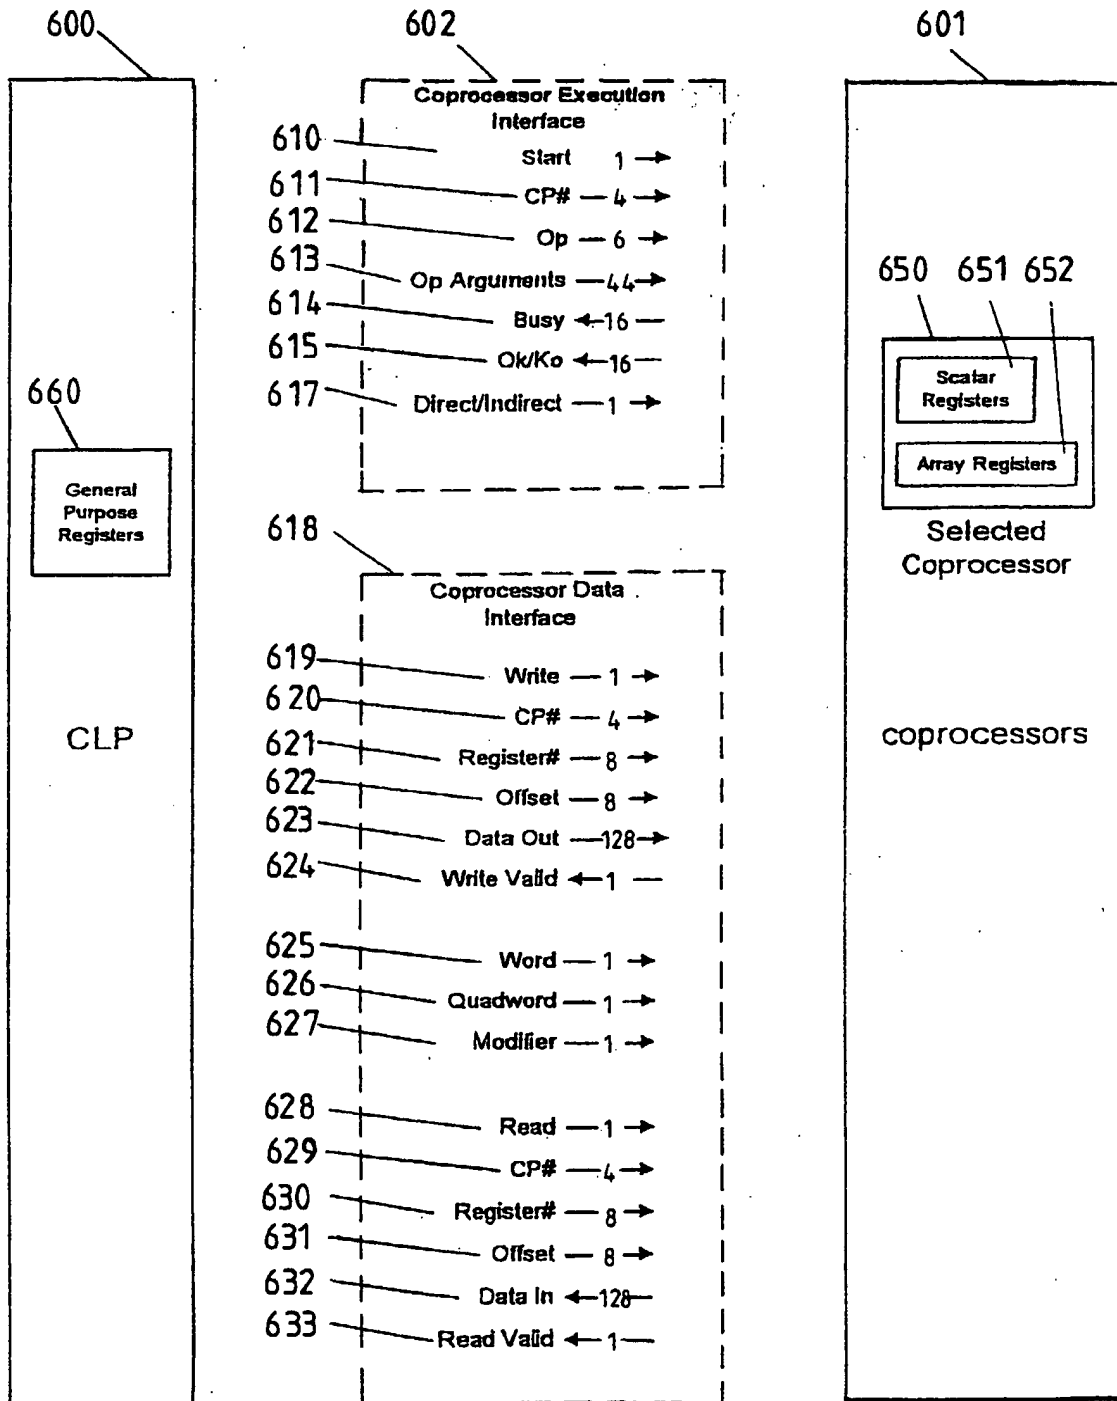 600
602
601
Coprocessor Execution
Interface
610
Start 1
611
CP# 4
612
Op 6
613
Op Arguments 44
614
Busy 16
615
Ok/Ko 16
617
Direct/Indirect 1
650 651 652
Scalar
Registers
Array Registers
Selected
Coprocessor
660
General
Purpose
Registers
618
Coprocessor Data
Interface
619
Write 1
620
CP# 4
621
Register# 8
622
Offset 8
623
Data Out 128
624
Write Valid 1
CLP
coprocessors
625
Word 1
626
Quadword 1
627
Modifier 1
628
Read 1
629
CP# 4
630
Register# 8
631
Offset 8
632
Data In 128
633
Read Valid 1